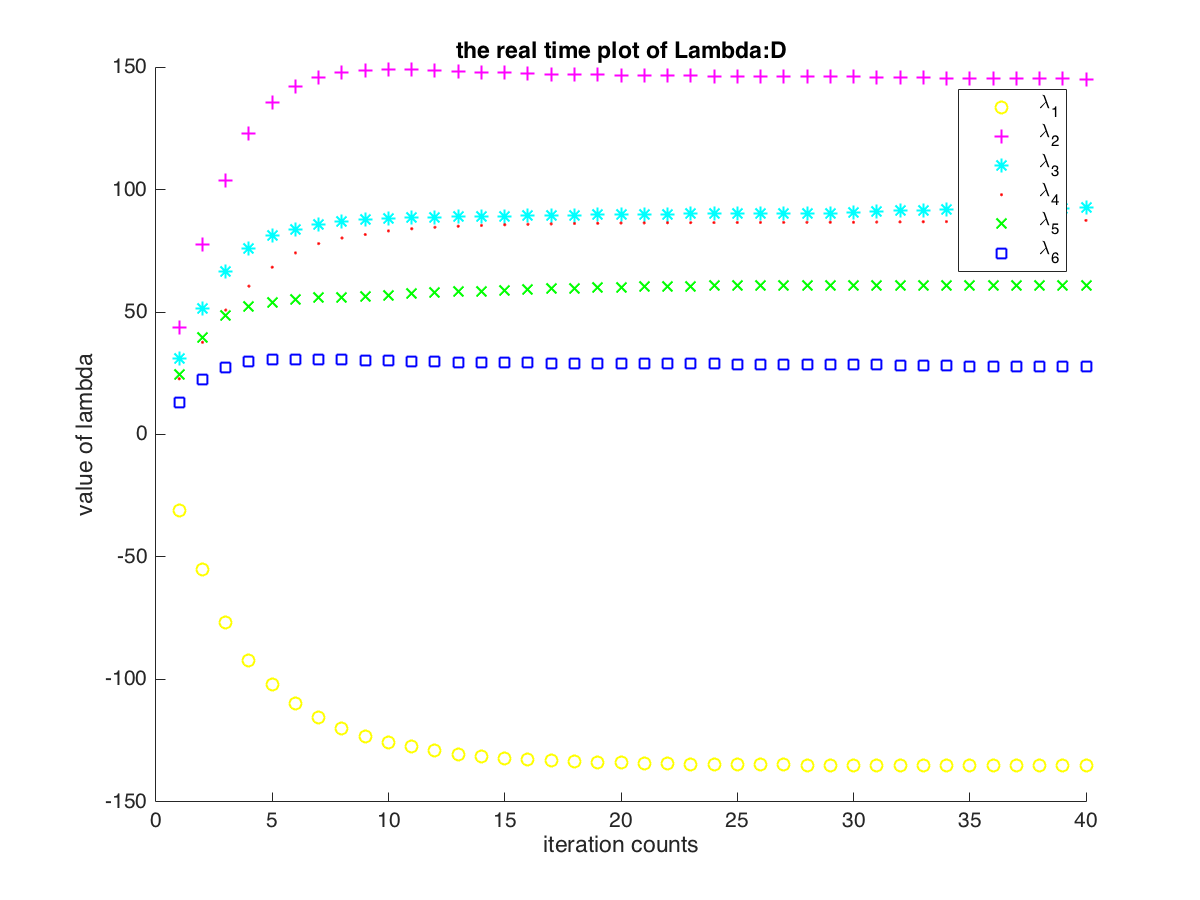 the real time plot of Lambda:D
150
100
50
0
-50
-100
-150
value of lambda
λ1
λ2
λ3
λ4
λ5
λ6
0 5 10 15 20 25 30 35 40
iteration counts